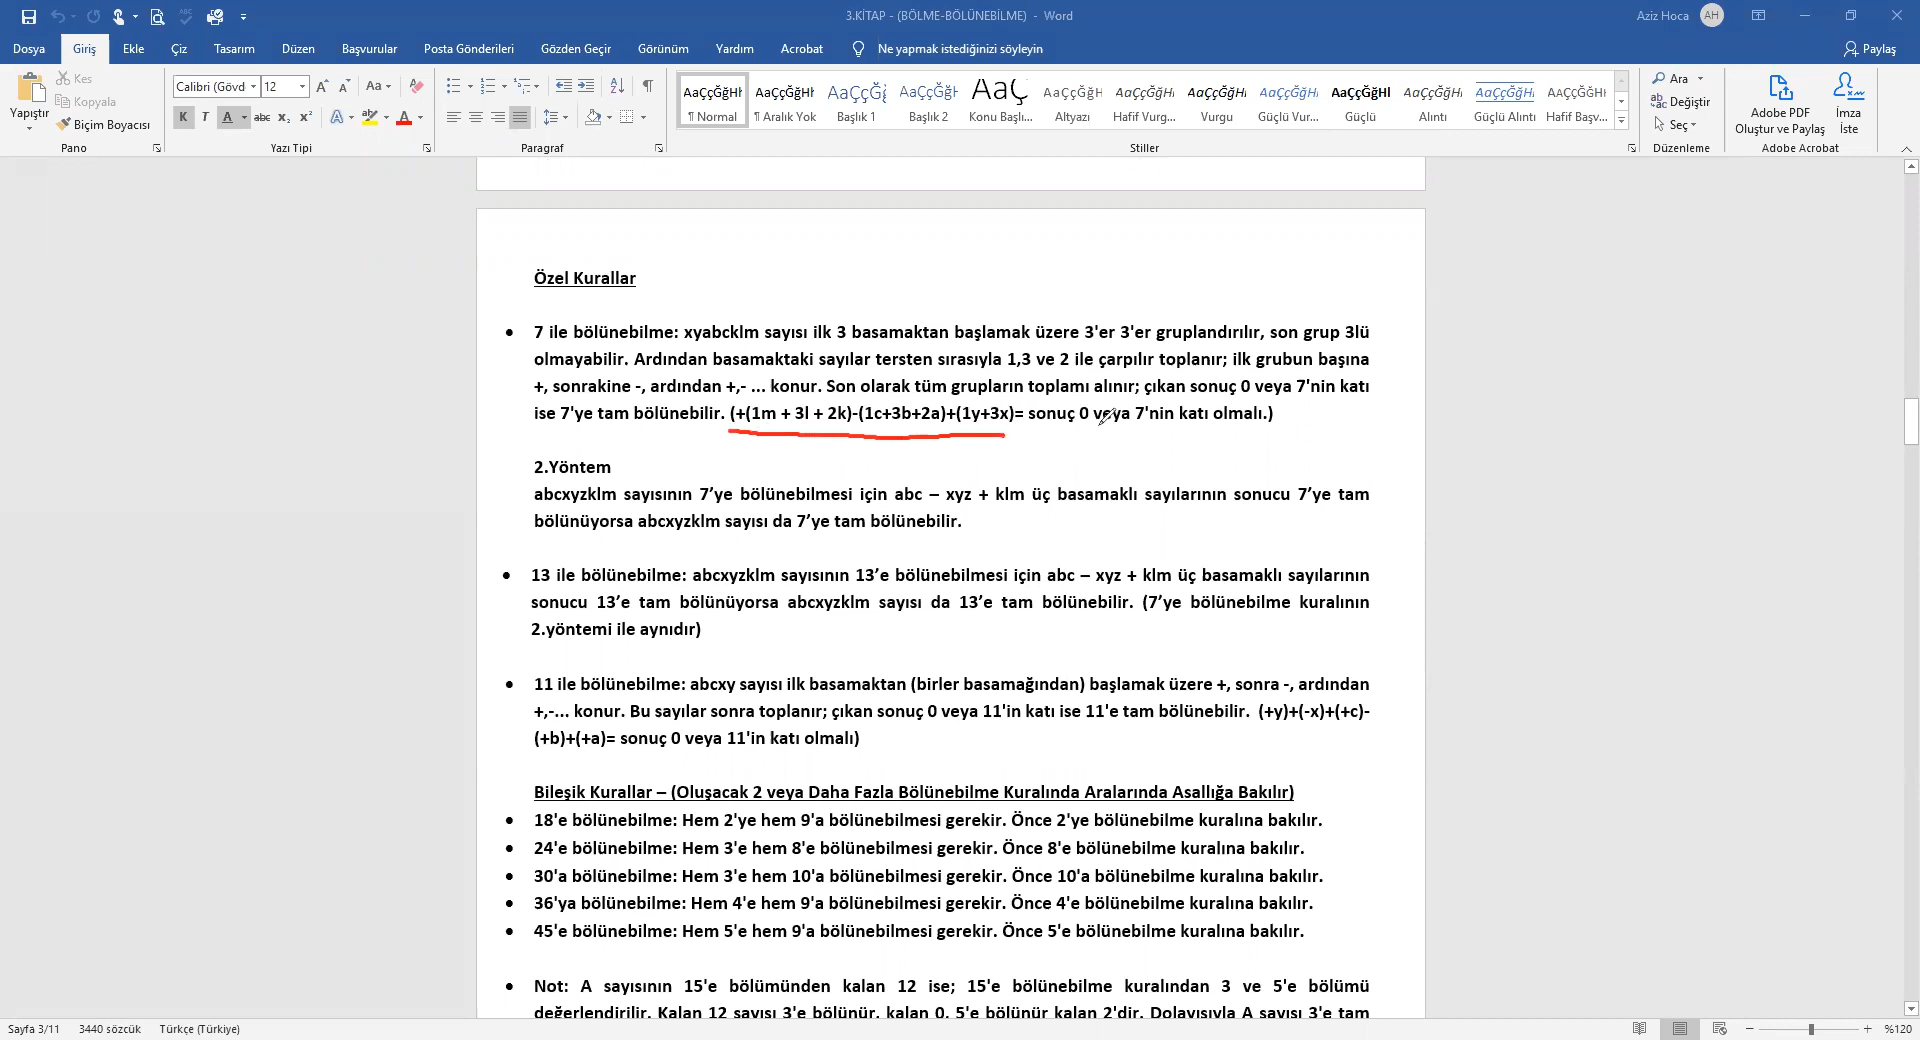 3.KİTAP - (BÖLME-BÖLÜNEBİLME) - Word
Aziz Hoca AH
Dosya Giriş Ekle Çiz Tasarım Düzen Başvurular Posta Gönderileri Gözden Geçir Görünüm Yardım Acrobat Ne yapmak istediğinizi söyleyin Paylaş
Yapıştır
Kes
Kopyala
Biçim Boyacısı
Pano
Calibri (Gövd 12
Yazı Tipi
Paragraf
¶ Normal ¶ Aralık Yok Başlık 1 Başlık 2 Konu Başlı... Altyazı Hafif Vurg... Vurgu Güçlü Vur... Güçlü Alıntı Güçlü Alıntı Hafif Başv...
Stiller
Ara
Değiştir
Seç
Düzenleme
Adobe PDF
Oluştur ve Paylaş
İmza
İste
Adobe Acrobat
Özel Kurallar
• 7 ile bölünebilme: xyabcklm sayısı ilk 3 basamaktan başlamak üzere 3'er 3'er gruplandırılır, son grup 3lü
olmayabilir. Ardından basamaktaki sayılar tersten sırasıyla 1,3 ve 2 ile çarpılır toplanır; ilk grubun başına
+, sonrakine -, ardından +,- ... konur. Son olarak tüm grupların toplamı alınır; çıkan sonuç 0 veya 7'nin katı
ise 7'ye tam bölünebilir. (+(1m + 3l + 2k)-(1c+3b+2a)+(1y+3x)= sonuç 0 veya 7'nin katı olmalı.)
2.Yöntem
abcxyzklm sayısının 7’ye bölünebilmesi için abc – xyz + klm üç basamaklı sayılarının sonucu 7’ye tam
bölünüyorsa abcxyzklm sayısı da 7’ye tam bölünebilir.
• 13 ile bölünebilme: abcxyzklm sayısının 13’e bölünebilmesi için abc – xyz + klm üç basamaklı sayılarının
sonucu 13’e tam bölünüyorsa abcxyzklm sayısı da 13’e tam bölünebilir. (7’ye bölünebilme kuralının
2.yöntemi ile aynıdır)
• 11 ile bölünebilme: abcxy sayısı ilk basamaktan (birler basamağından) başlamak üzere +, sonra -, ardından
+,-... konur. Bu sayılar sonra toplanır; çıkan sonuç 0 veya 11'in katı ise 11'e tam bölünebilir. (+y)+(-x)+(+c)-
(+b)+(+a)= sonuç 0 veya 11'in katı olmalı)
Bileşik Kurallar – (Oluşacak 2 veya Daha Fazla Bölünebilme Kuralında Aralarında Asallığa Bakılır)
• 18'e bölünebilme: Hem 2'ye hem 9'a bölünebilmesi gerekir. Önce 2'ye bölünebilme kuralına bakılır.
• 24'e bölünebilme: Hem 3'e hem 8'e bölünebilmesi gerekir. Önce 8'e bölünebilme kuralına bakılır.
• 30'a bölünebilme: Hem 3'e hem 10'a bölünebilmesi gerekir. Önce 10'a bölünebilme kuralına bakılır.
• 36'ya bölünebilme: Hem 4'e hem 9'a bölünebilmesi gerekir. Önce 4'e bölünebilme kuralına bakılır.
• 45'e bölünebilme: Hem 5'e hem 9'a bölünebilmesi gerekir. Önce 5'e bölünebilme kuralına bakılır.
• Not: A sayısının 15'e bölümünden kalan 12 ise; 15'e bölünebilme kuralından 3 ve 5'e bölümü
değerlendirilir. Kalan 12 sayısı 3'e bölünür, kalan 0. 5'e bölünür kalan 2'dir. Dolayısıyla A sayısı 3'e tam
Sayfa 3/11 3440 sözcük Türkçe (Türkiye) %120